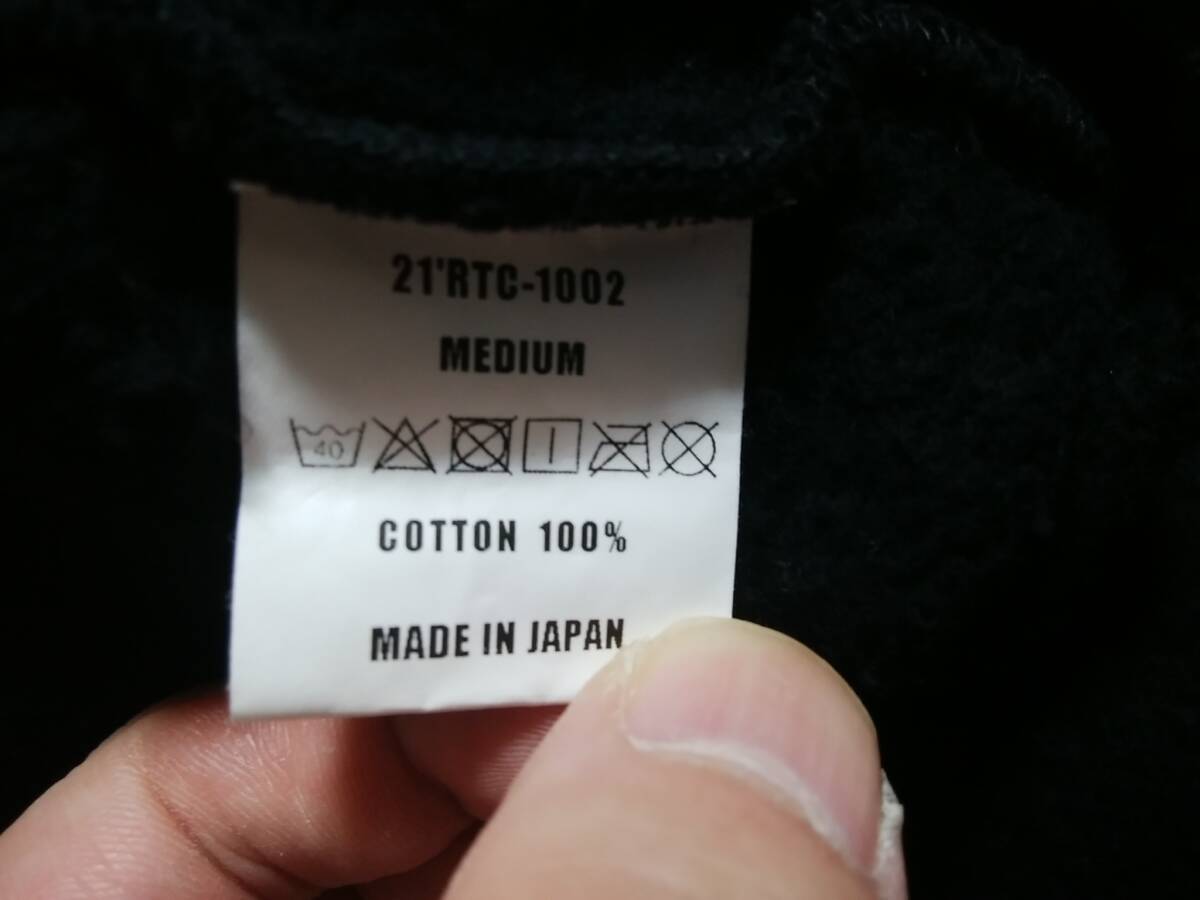 21'RTC-1002
MEDIUM
40
COTTON 100%
MADE IN JAPAN